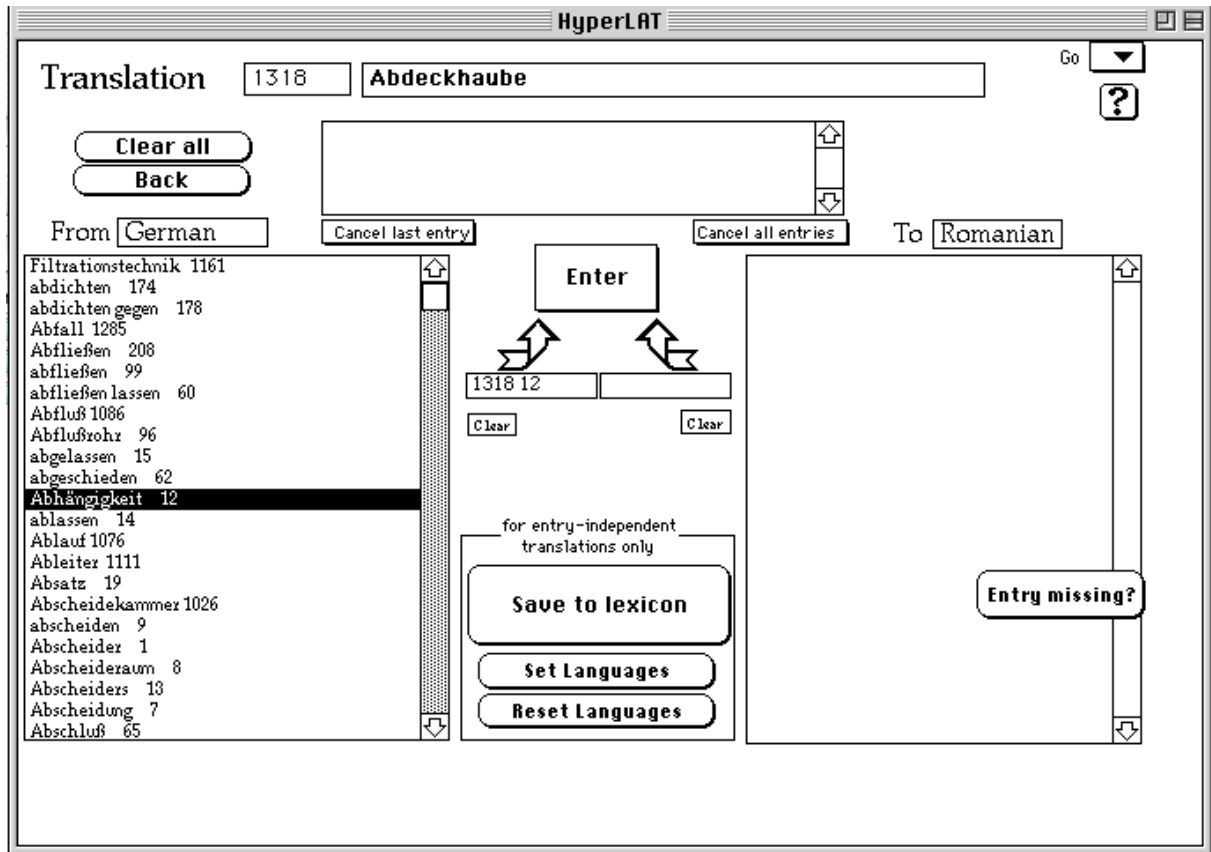 HyperLAT
Go
Translation 1318 Abdeckhaube
?
Clear all
Back
From German
Cancel last entry
Cancel all entries
To Romanian
Filtrationstechnik 1161
abdichten 174
abdichten gegen 178
Abfall 1285
Abfließen 208
abfließen 99
abfließen lassen 60
Abfluß 1086
Abflußrohr 96
abgelassen 15
abgeschieden 62
Abhängigkeit 12
ablassen 14
Ablauf 1076
Ableiter 1111
Absatz 19
Abscheidekammer 1026
abscheiden 9
Abscheider 1
Abscheideraum 8
Abscheiders 13
Abscheidung 7
Abschluß 65
Enter
1318 12
Clear
Clear
for entry-independent
translations only
Save to lexicon
Set Languages
Reset Languages
Entry missing?